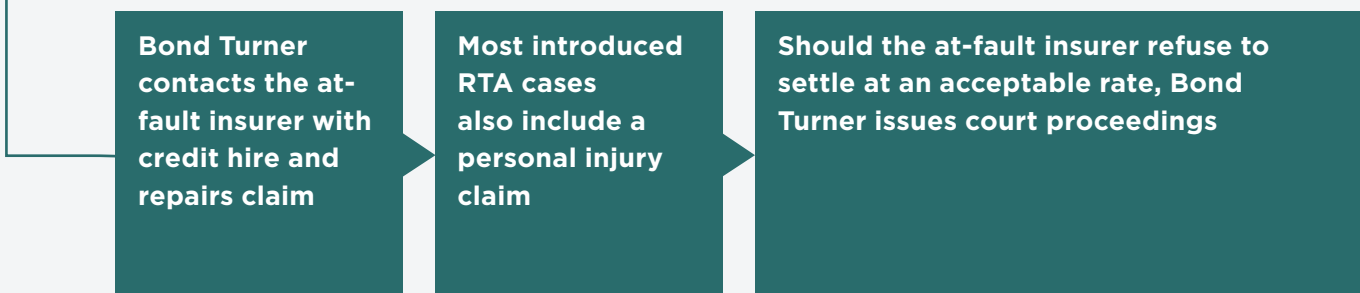 Bond Turner
contacts the at-
fault insurer with
credit hire and
repairs claim
Most introduced
RTA cases
also include a
personal injury
claim
Should the at-fault insurer refuse to
settle at an acceptable rate, Bond
Turner issues court proceedings